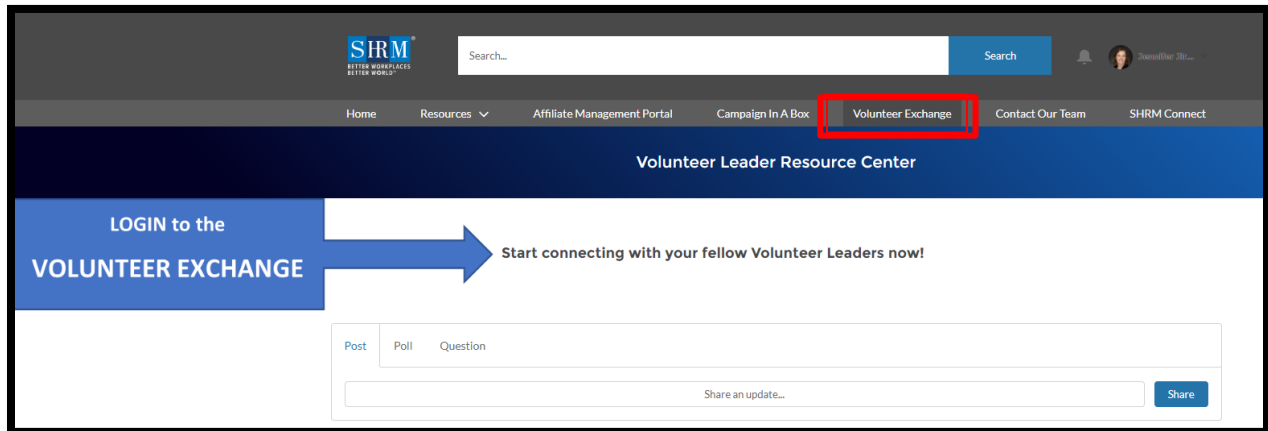 SHRM®
BETTER WORKPLACES
BETTER WORLD™
Search...
Search
Home
Resources
Affiliate Management Portal
Campaign In A Box
Volunteer Exchange
Contact Our Team
SHRM Connect
Volunteer Leader Resource Center
LOGIN to the
VOLUNTEER EXCHANGE
Start connecting with your fellow Volunteer Leaders now!
Post
Poll
Question
Share an update...
Share